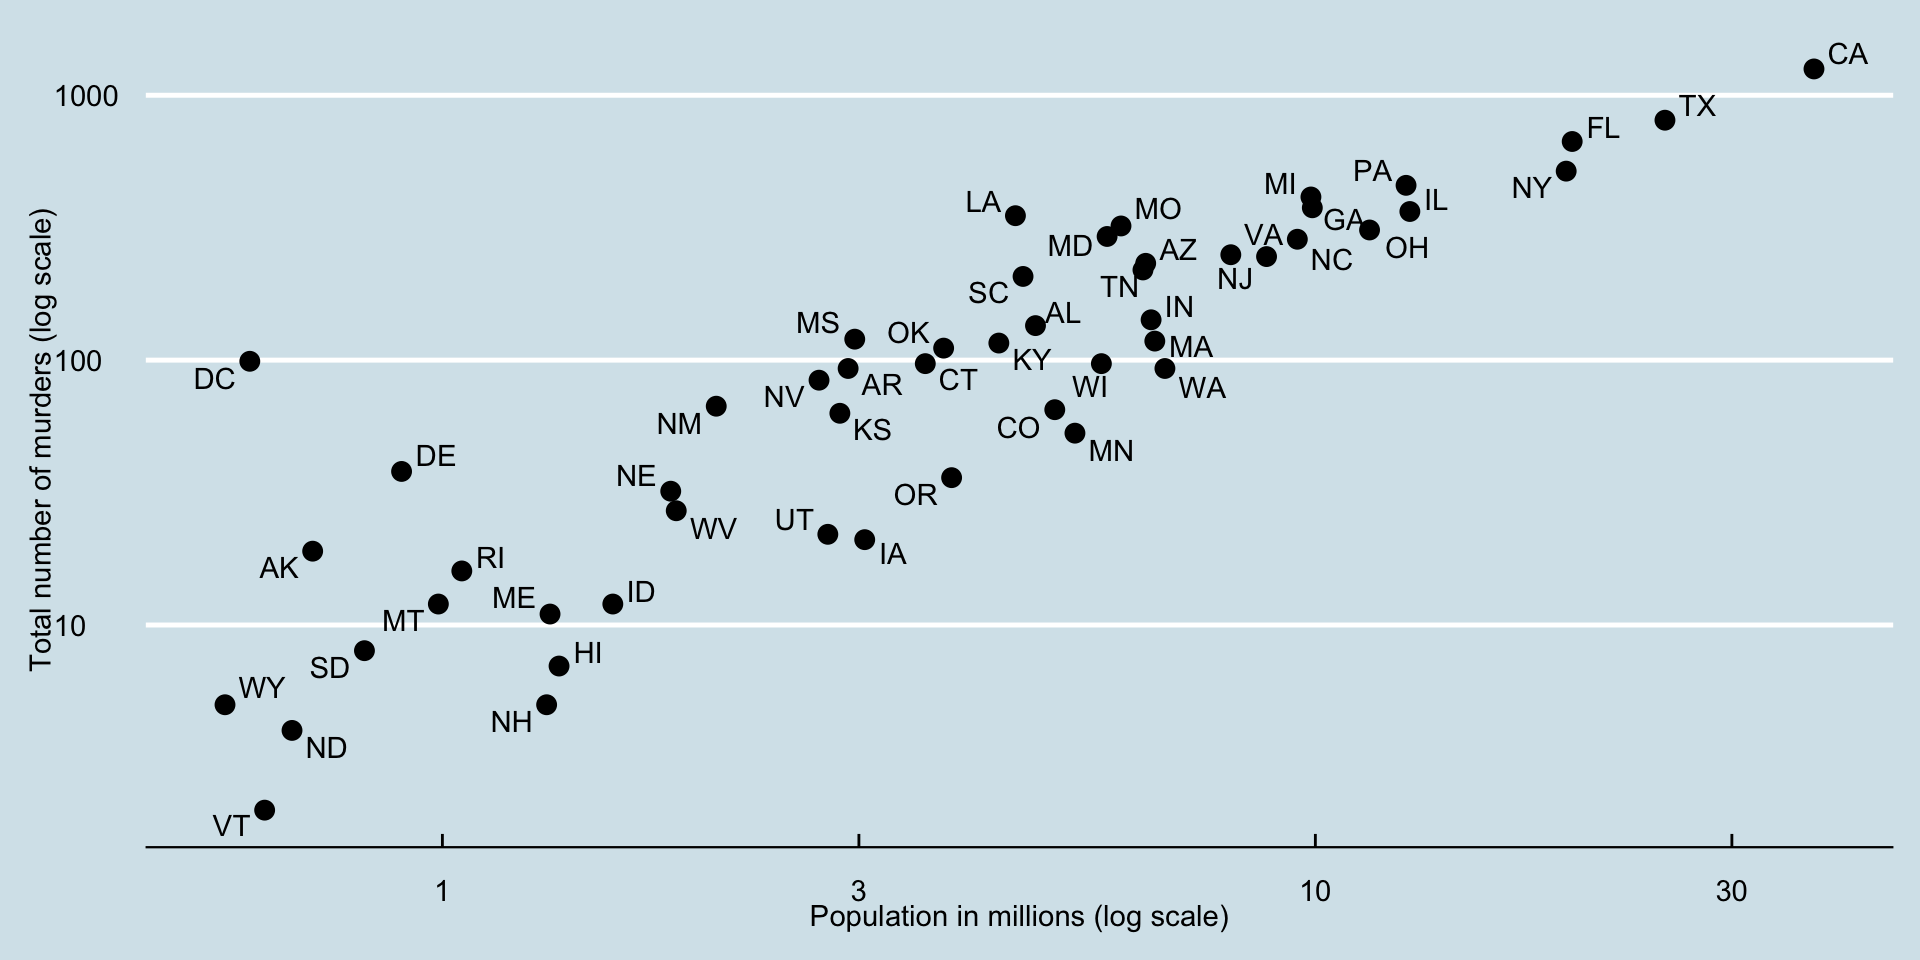 CA
1000
TX
FL
PA
MI
NY
IL
LA
MO
GA
VA
MD
OH
AZ
NC
NJ
TN
SC
IN
AL
MS
OK
MA
100
KY
DC
CT
AR
WI
WA
NV
NM
KS
CO
MN
DE
NE
OR
UT
WV
IA
RI
AK
ID
ME
MT
10
HI
SD
WY
NH
ND
VT
Total number of murders (log scale)
1
3
10
30
Population in millions (log scale)